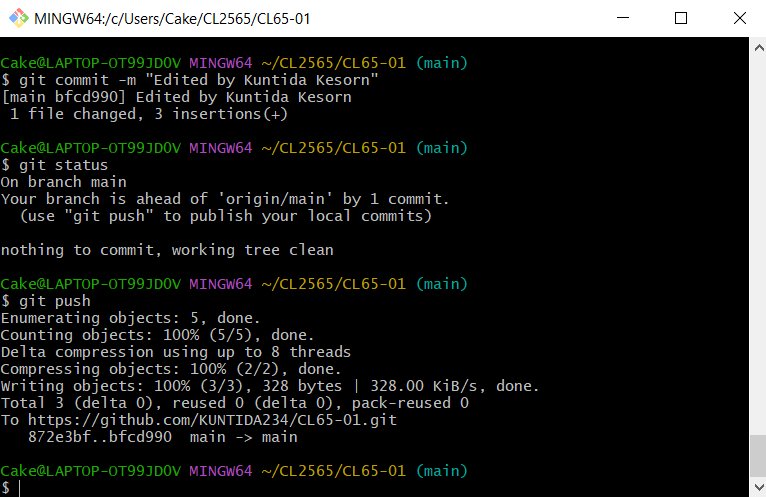 MINGW64:/c/Users/Cake/CL2565/CL65-01
Cake@LAPTOP-OT99JDOV MINGW64 ~/CL2565/CL65-01 (main)
$ git commit -m "Edited by Kuntida Kesorn"
[main bfcd990] Edited by Kuntida Kesorn
 1 file changed, 3 insertions(+)
Cake@LAPTOP-OT99JDOV MINGW64 ~/CL2565/CL65-01 (main)
$ git status
On branch main
Your branch is ahead of 'origin/main' by 1 commit.
  (use "git push" to publish your local commits)
nothing to commit, working tree clean
Cake@LAPTOP-OT99JDOV MINGW64 ~/CL2565/CL65-01 (main)
$ git push
Enumerating objects: 5, done.
Counting objects: 100% (5/5), done.
Delta compression using up to 8 threads
Compressing objects: 100% (2/2), done.
Writing objects: 100% (3/3), 328 bytes | 328.00 KiB/s, done.
Total 3 (delta 0), reused 0 (delta 0), pack-reused 0
To https://github.com/KUNTIDA234/CL65-01.git
   872e3bf..bfcd990  main -> main
Cake@LAPTOP-OT99JDOV MINGW64 ~/CL2565/CL65-01 (main)
$